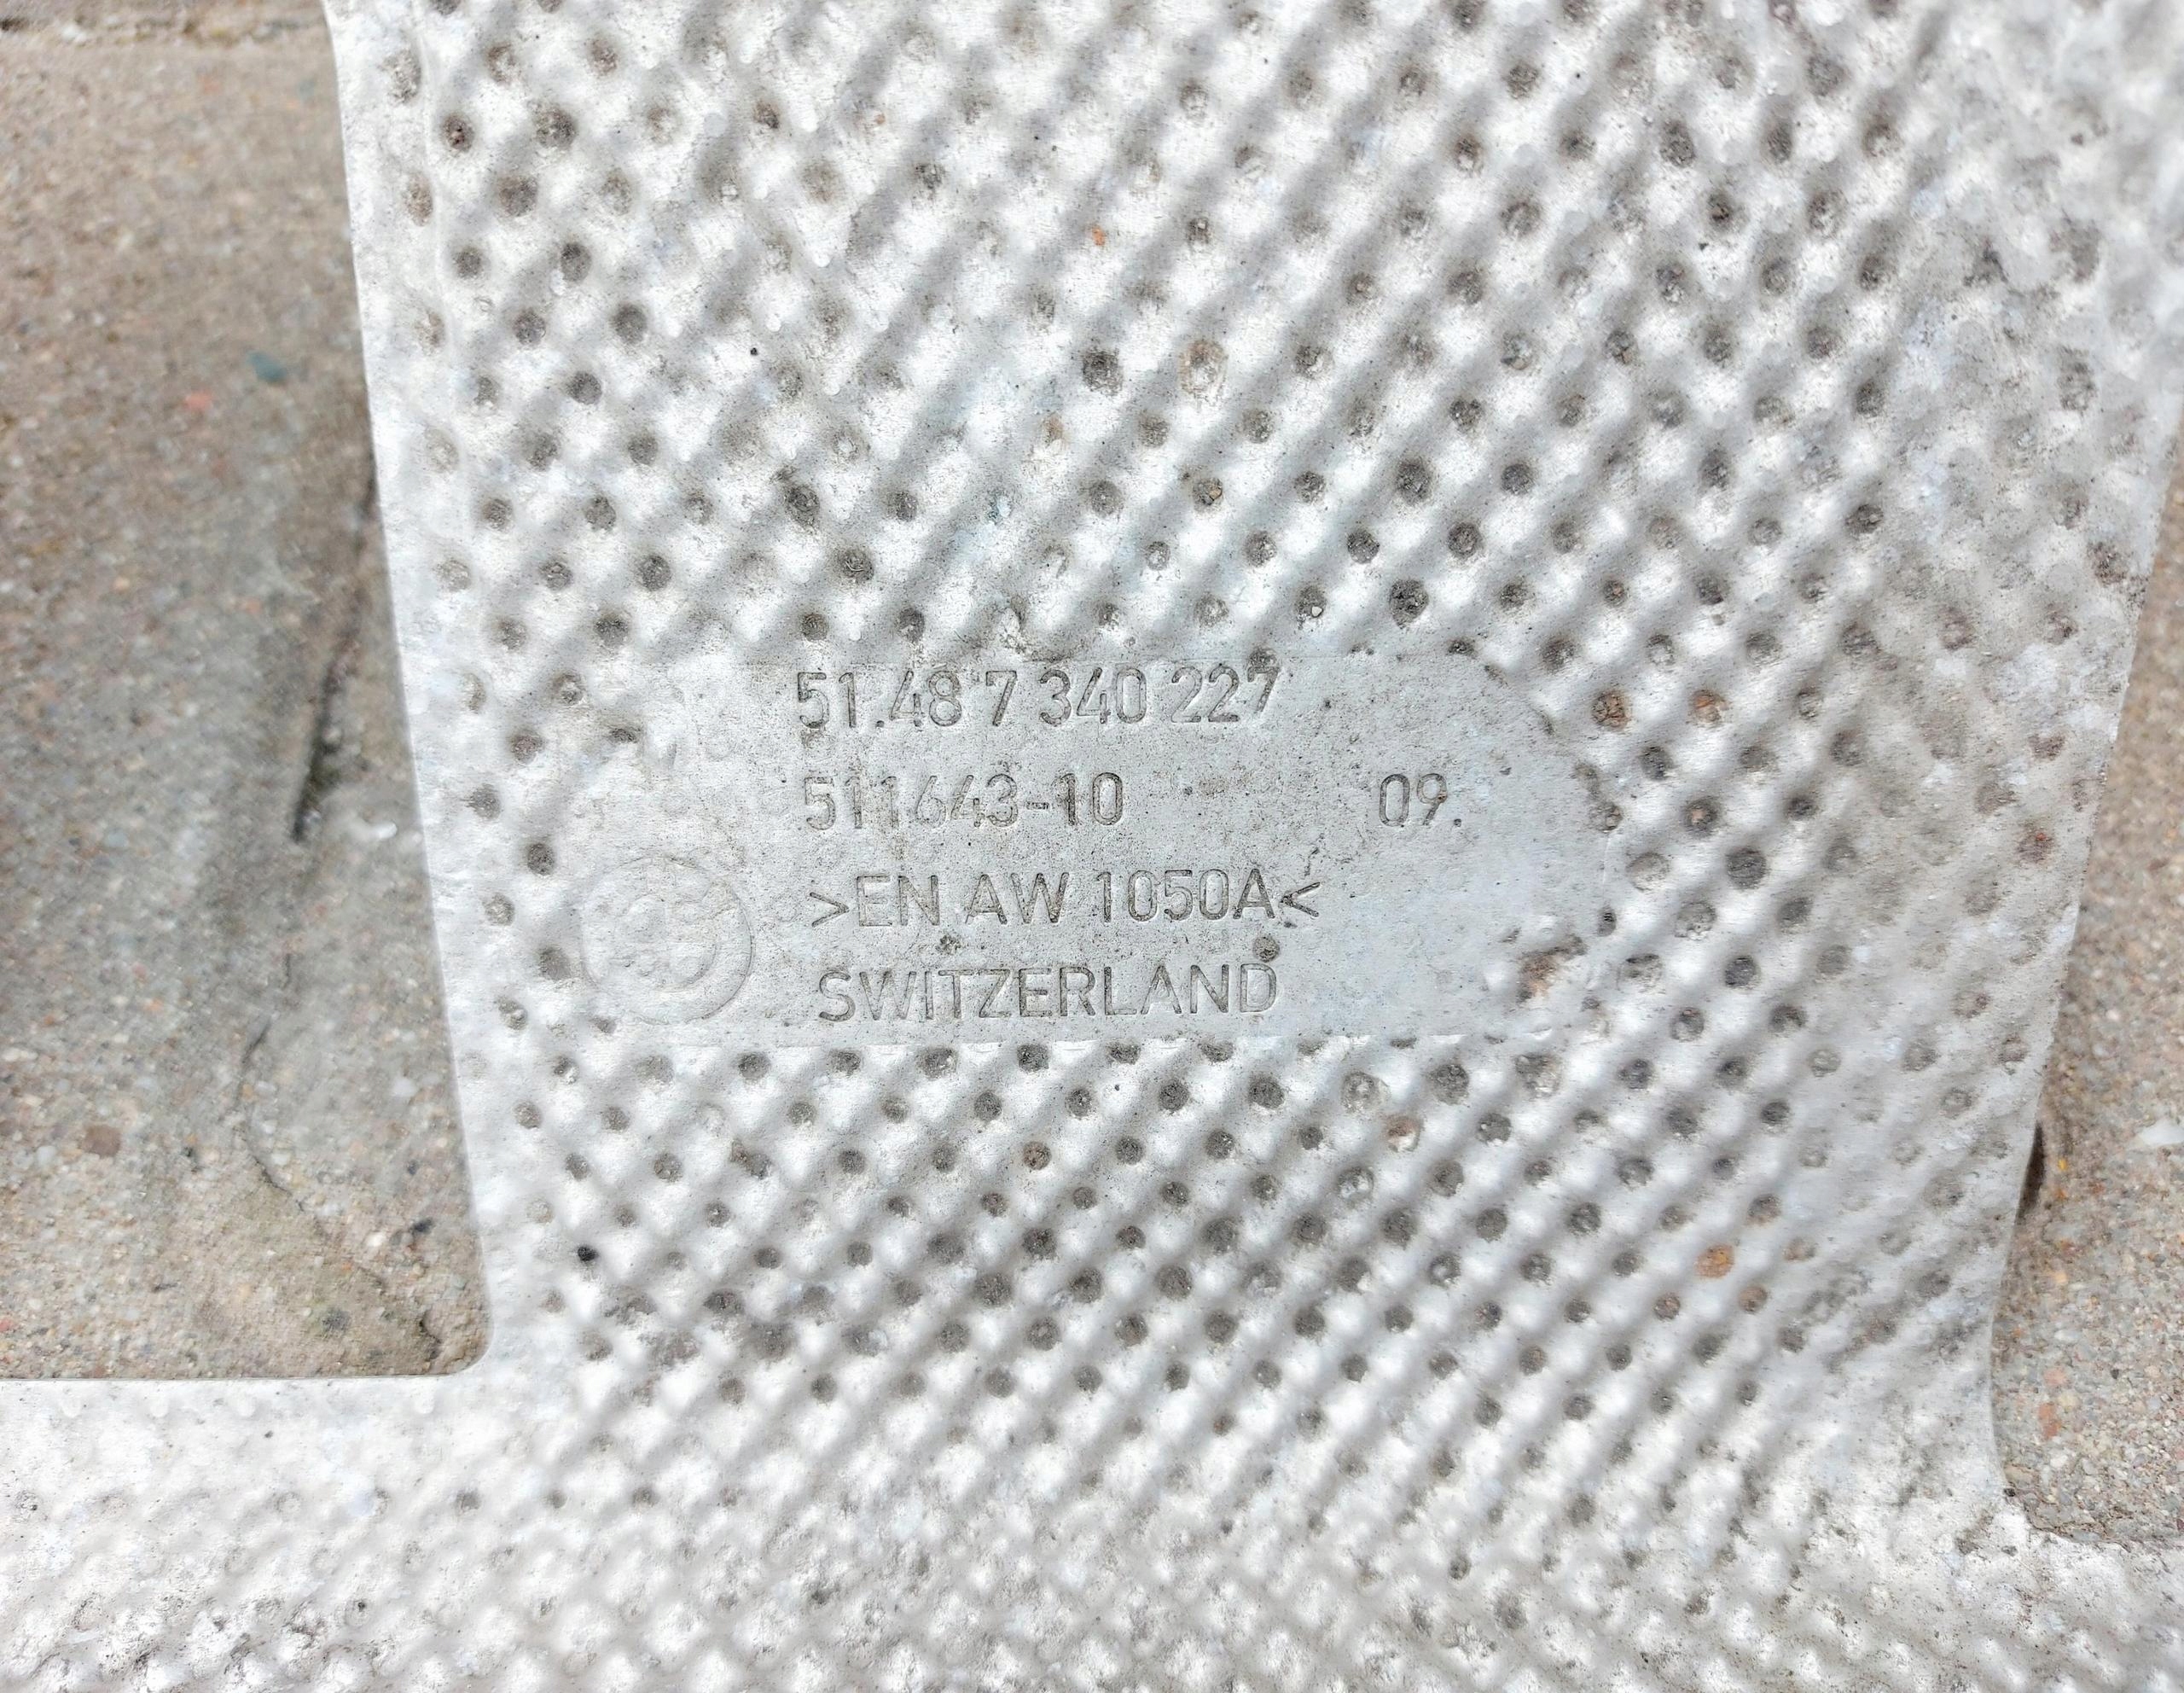 51.48 7 340 227
511643-10 09.
>EN AW 1050A<
SWITZERLAND